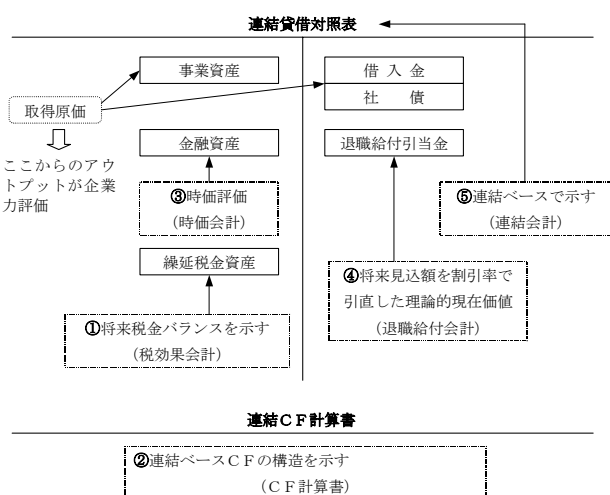 連結貸借対照表
事業資産
借 入 金
社　　債
取得原価
ここからのアウ
トプットが企業
力評価
金融資産
退職給付引当金
③時価評価
(時価会計)
⑤連結ベースで示す
(連結会計)
繰延税金資産
④将来見込額を割引率で
引直した理論的現在価値
(退職給付会計)
①将来税金バランスを示す
(税効果会計)
連結ＣＦ計算書
②連結ベースＣＦの構造を示す
(ＣＦ計算書)